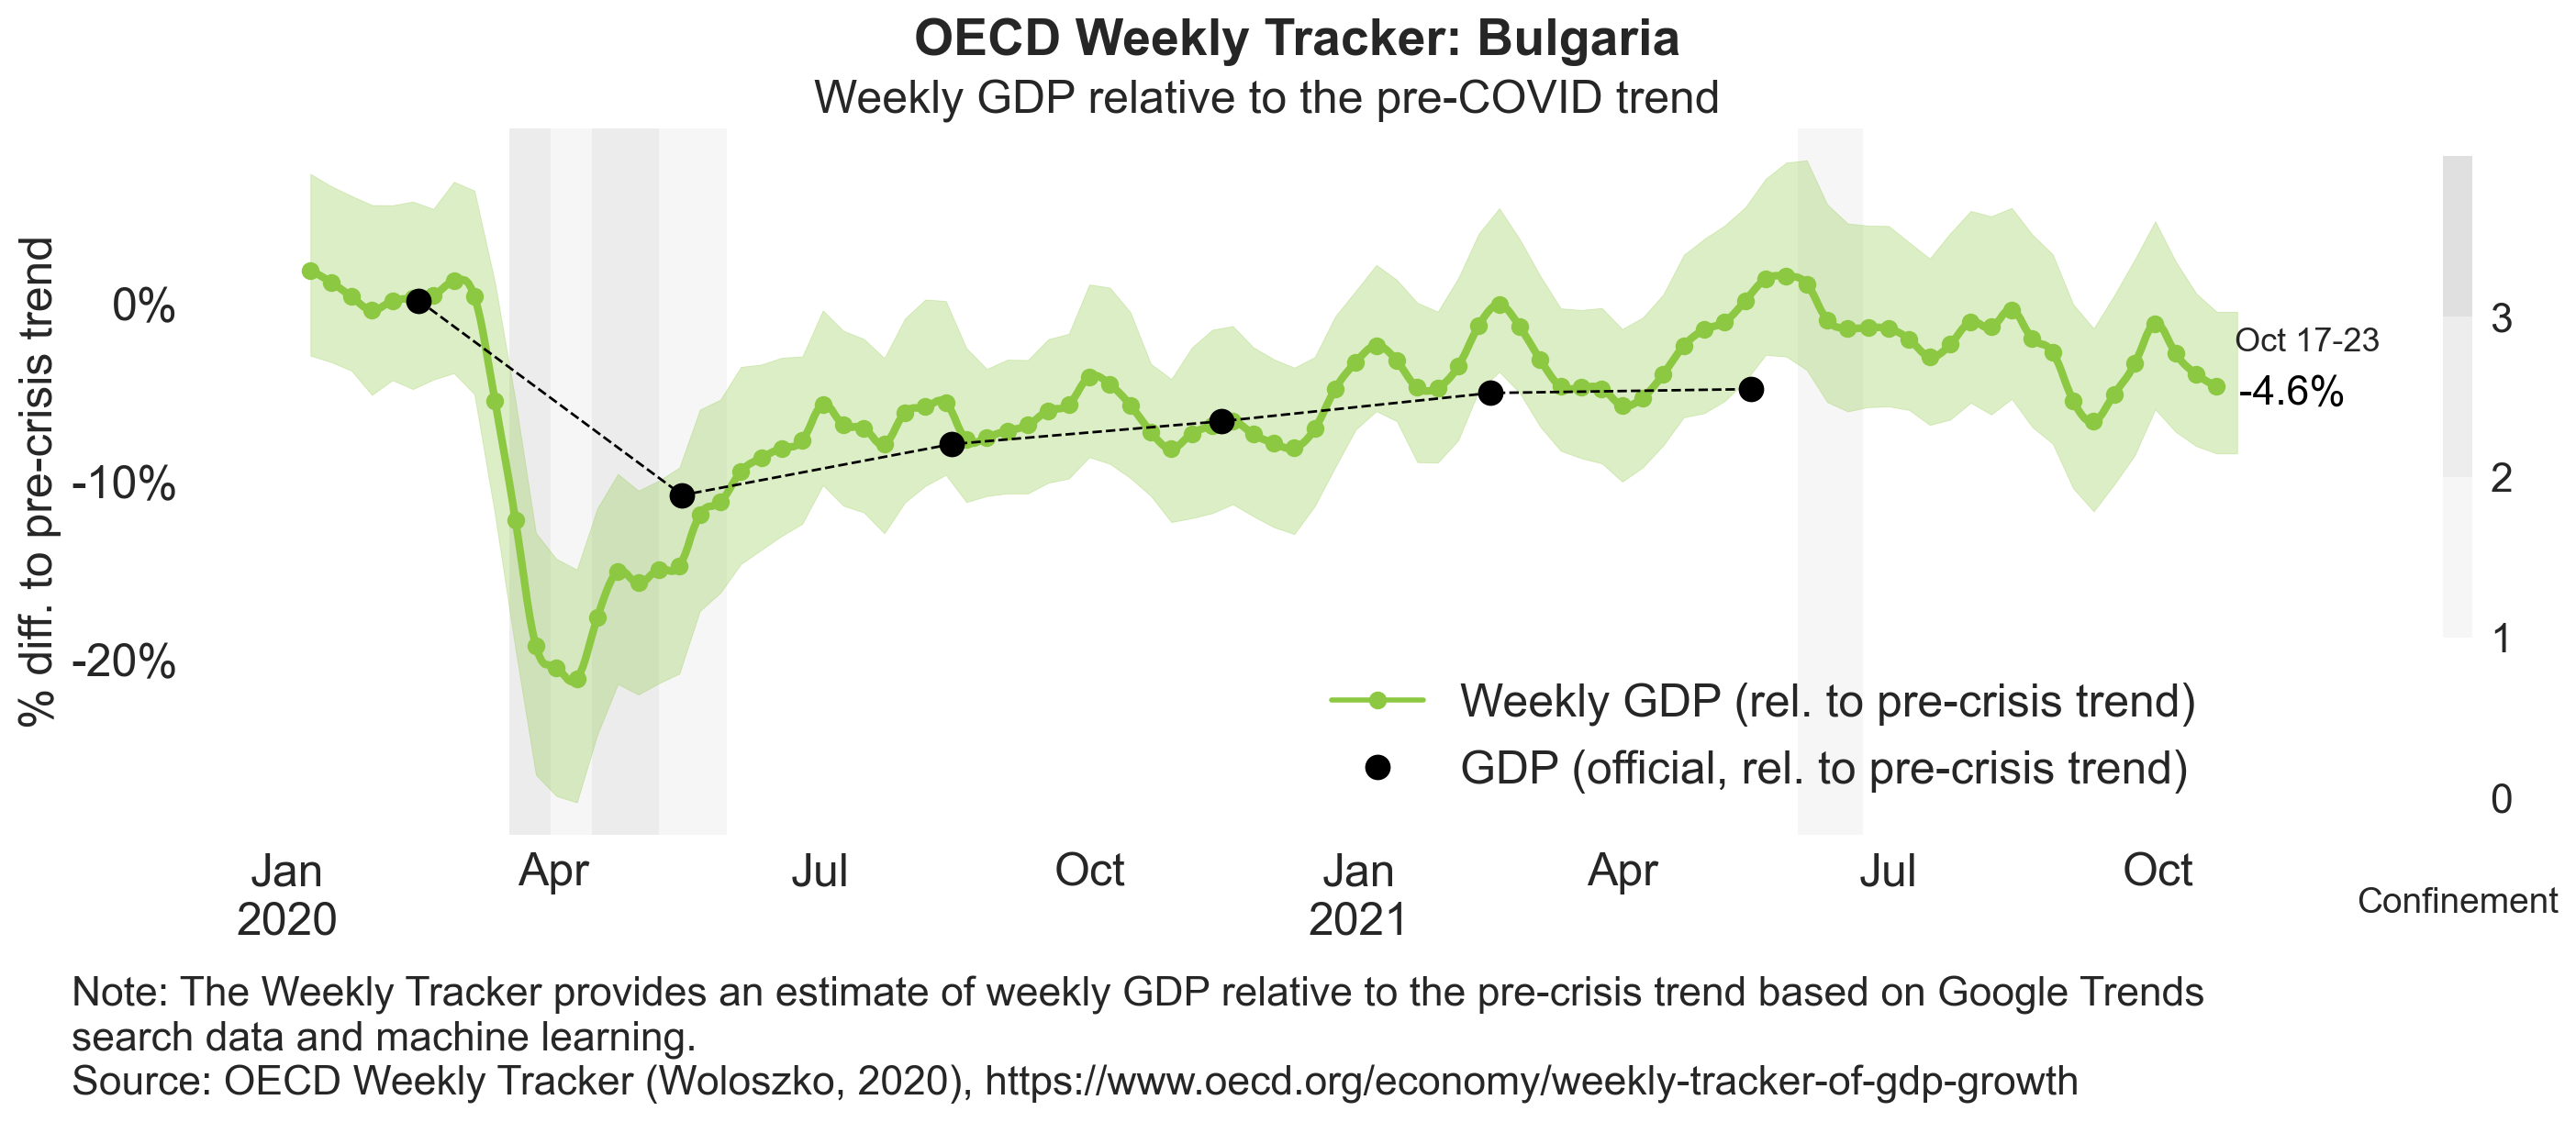 OECD Weekly Tracker: Bulgaria
Weekly GDP relative to the pre-COVID trend
% diff. to pre-crisis trend
0%
-10%
-20%
Oct 17-23
-4.6%
3
2
1
0
Confinement
Weekly GDP (rel. to pre-crisis trend)
GDP (official, rel. to pre-crisis trend)
Jan Apr Jul Oct Jan Apr Jul Oct
2020 2021
Note: The Weekly Tracker provides an estimate of weekly GDP relative to the pre-crisis trend based on Google Trends
search data and machine learning.
Source: OECD Weekly Tracker (Woloszko, 2020), https://www.oecd.org/economy/weekly-tracker-of-gdp-growth